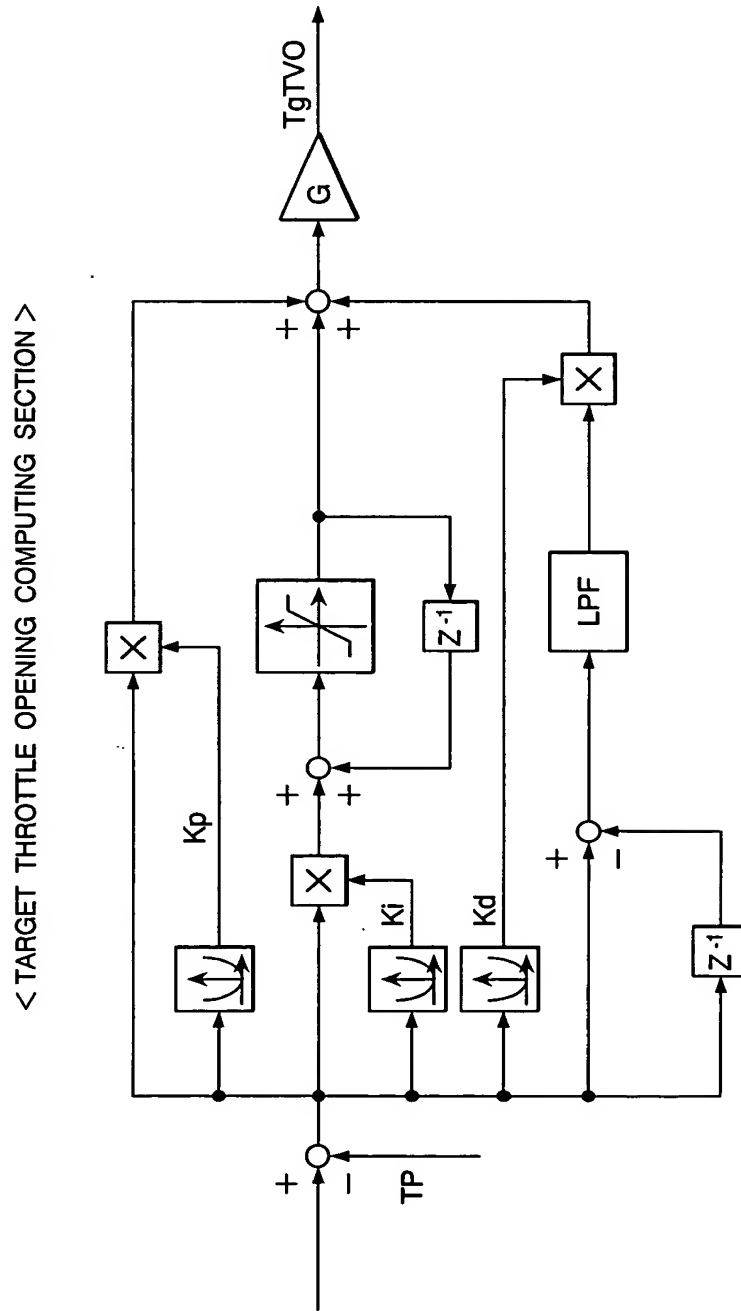 < TARGET THROTTLE OPENING COMPUTING SECTION >
TgTVO
G
+
+
X
Kp
Z-1
+
+
X
Ki
Kd
X
LPF
+
-
Z-1
+
-
TP